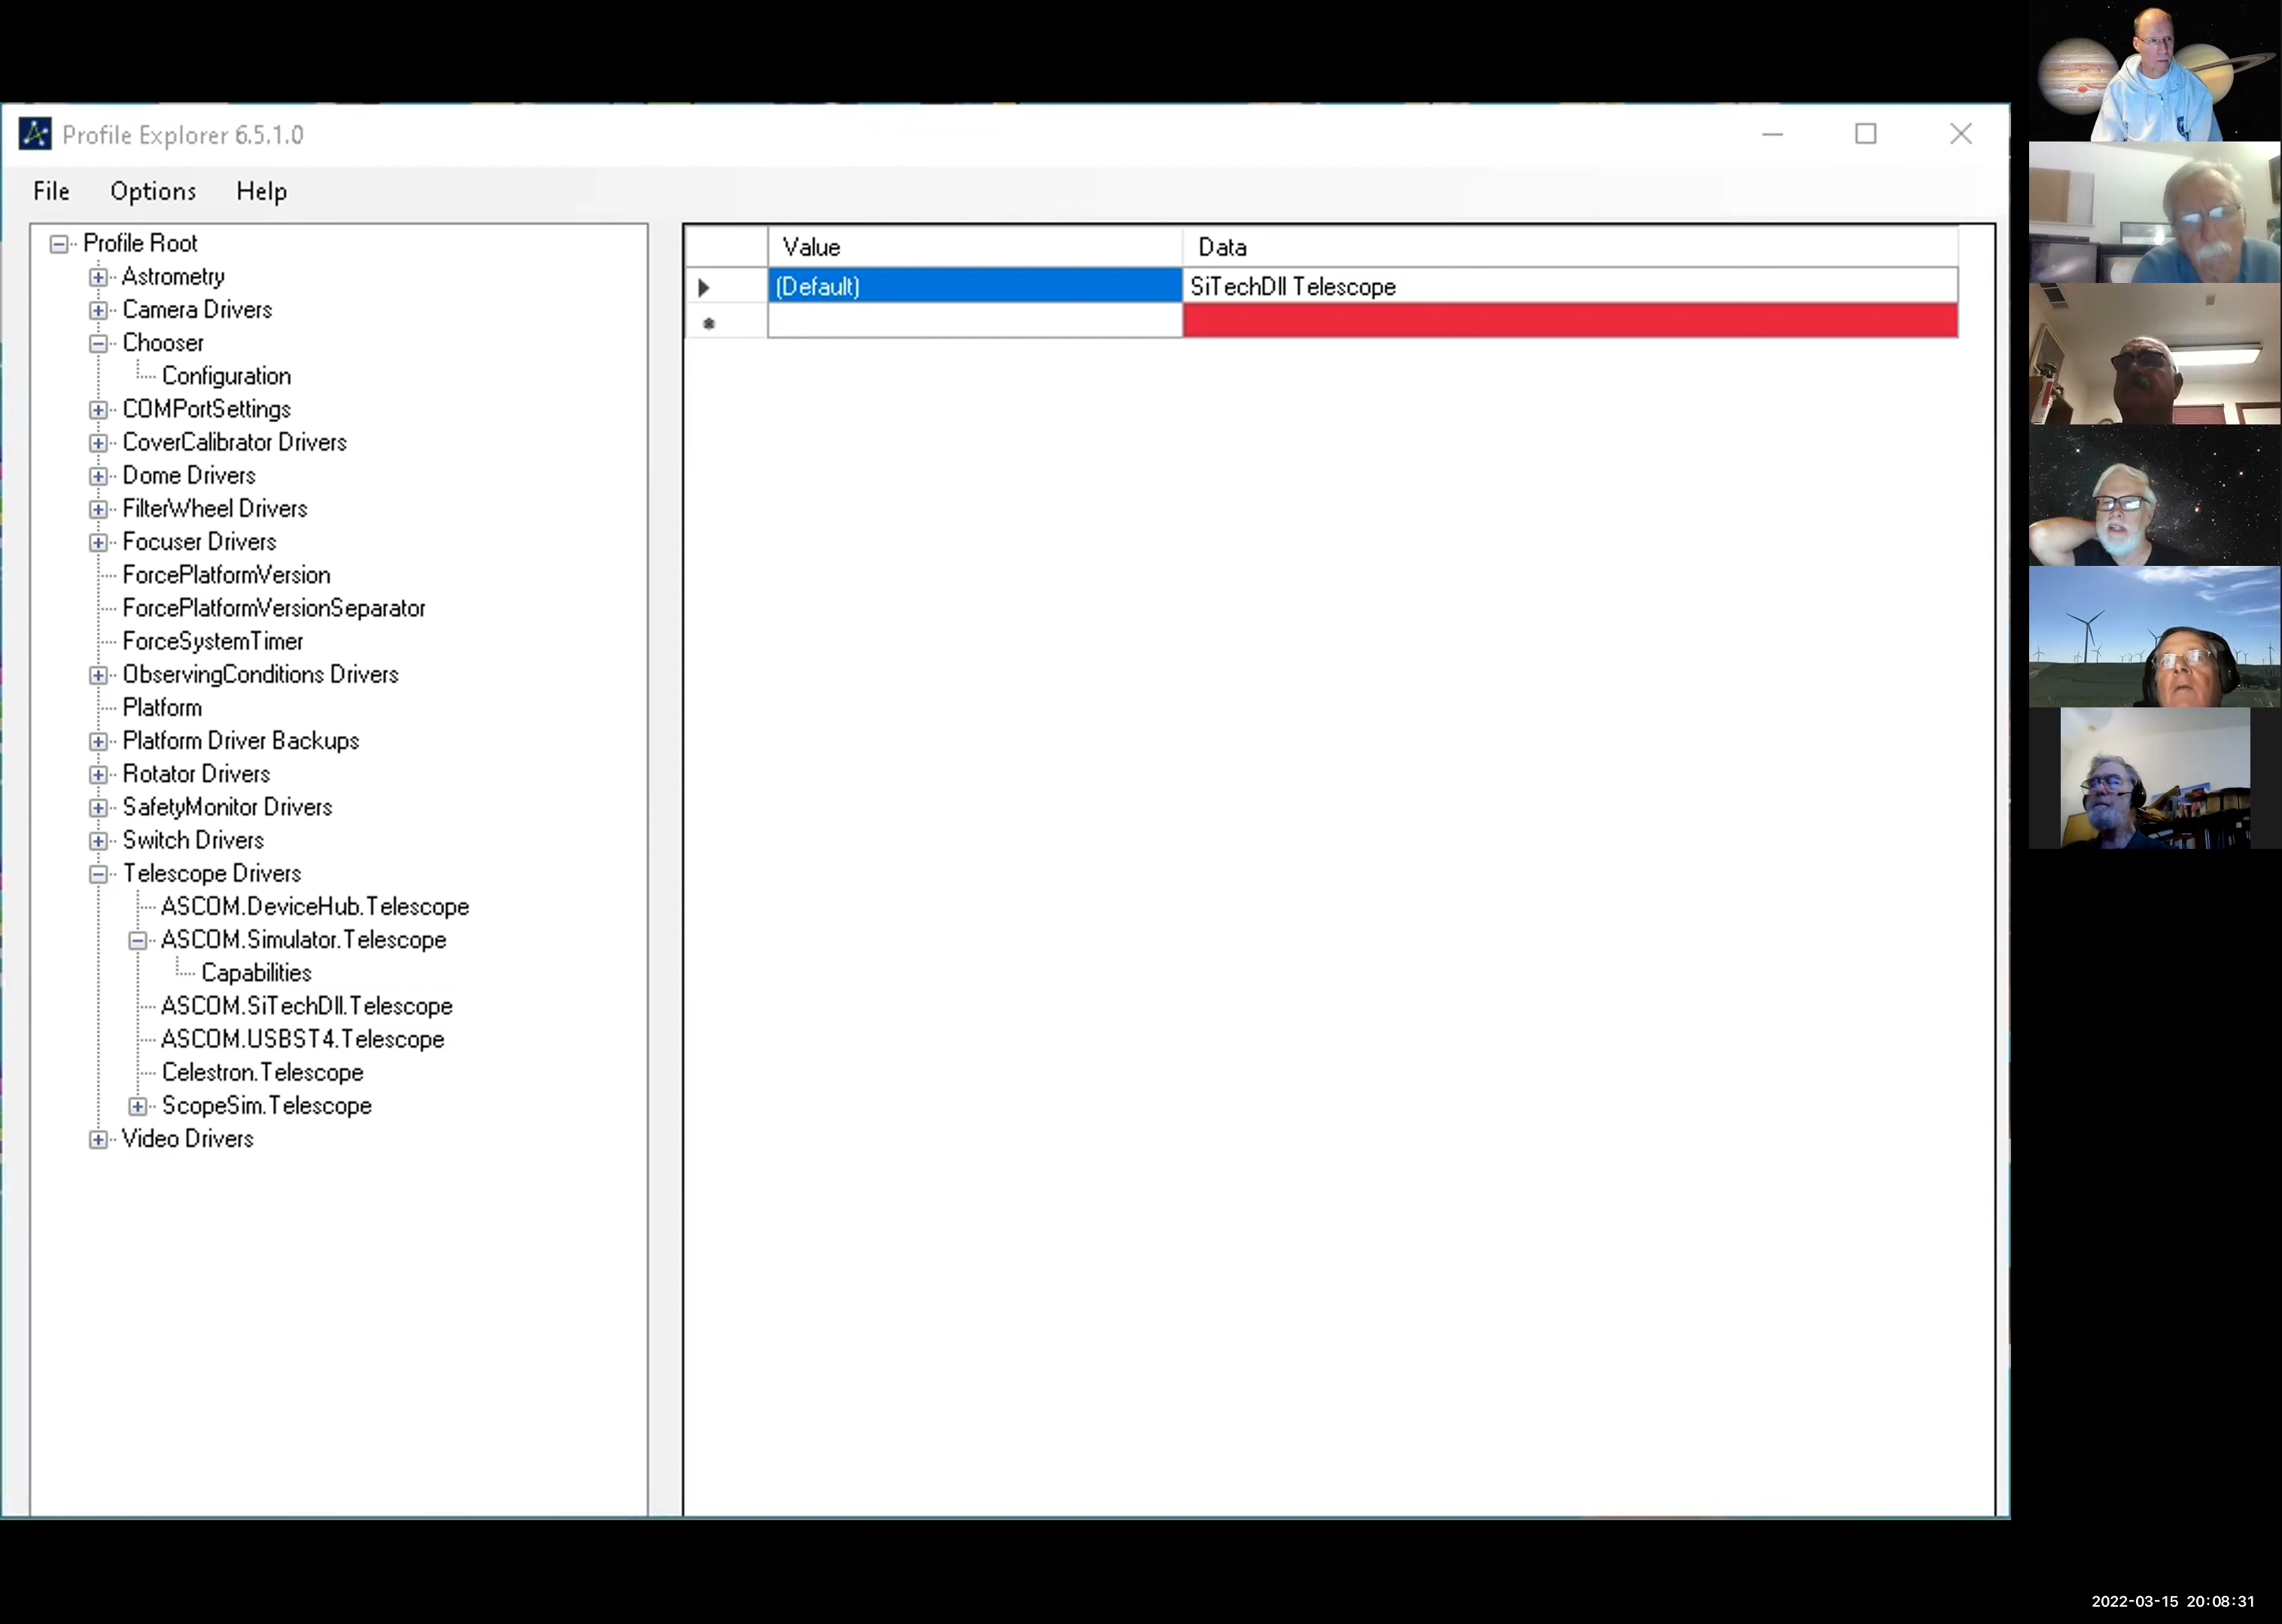 Profile Explorer 6.5.1.0
File Options Help
Profile Root
Astrometry
Camera Drivers
Chooser
Configuration
COMPortSettings
CoverCalibrator Drivers
Dome Drivers
FilterWheel Drivers
Focuser Drivers
ForcePlatformVersion
ForcePlatformVersionSeparator
ForceSystemTimer
ObservingConditions Drivers
Platform
Platform Driver Backups
Rotator Drivers
SafetyMonitor Drivers
Switch Drivers
Telescope Drivers
ASCOM.DeviceHub.Telescope
ASCOM.Simulator.Telescope
Capabilities
ASCOM.SiTechDll.Telescope
ASCOM.USBST4.Telescope
Celestron.Telescope
ScopeSim.Telescope
Video Drivers
Value Data
(Default) SiTechDll Telescope
2022-03-15 20:08:31